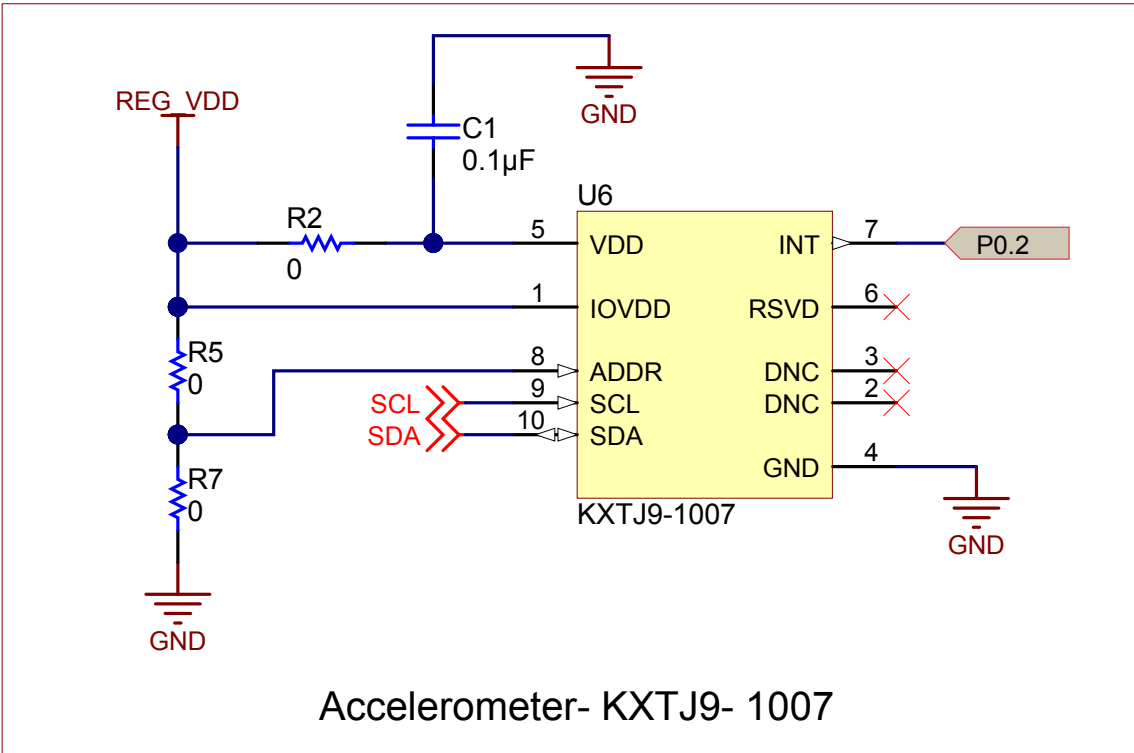 REG_VDD
GND
C1
0.1µF
U6
R2
0
5
VDD
INT
7
P0.2
1
IOVDD
RSVD
6
R5
0
8
ADDR
DNC
3
SCL
9
SCL
DNC
2
SDA
10
SDA
GND
4
R7
0
KXTJ9-1007
GND
GND
Accelerometer- KXTJ9- 1007